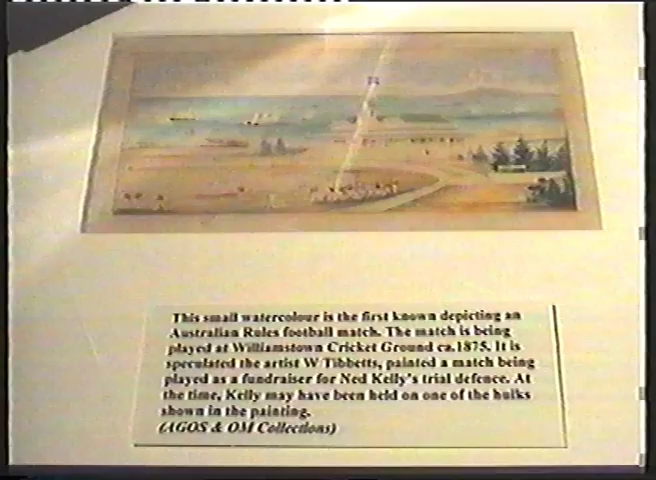 This small watercolour is the first known depicting an
Australian Rules football match. The match is being
played at Williamstown Cricket Ground ca.1875. It is
speculated the artist W Tibbetts, painted a match being
played as a fundraiser for Ned Kelly's trial defence. At
the time, Kelly may have been held on one of the hulks
shown in the painting.
(AGOS & OM Collections)